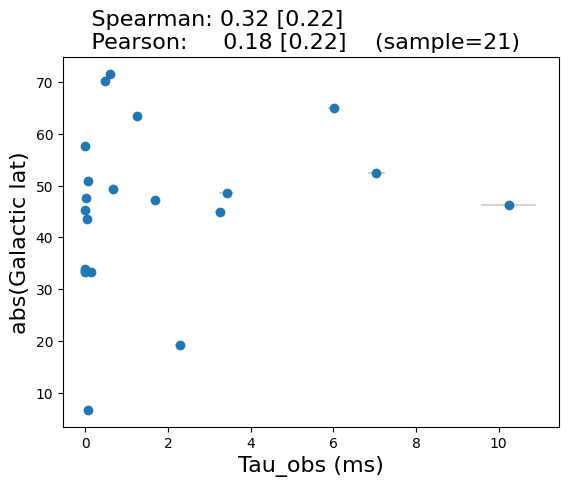 Spearman: 0.32 [0.22]
Pearson: 0.18 [0.22] (sample=21)
70
60
50
40
30
20
10
abs(Galactic lat)
0 2 4 6 8 10
Tau_obs (ms)